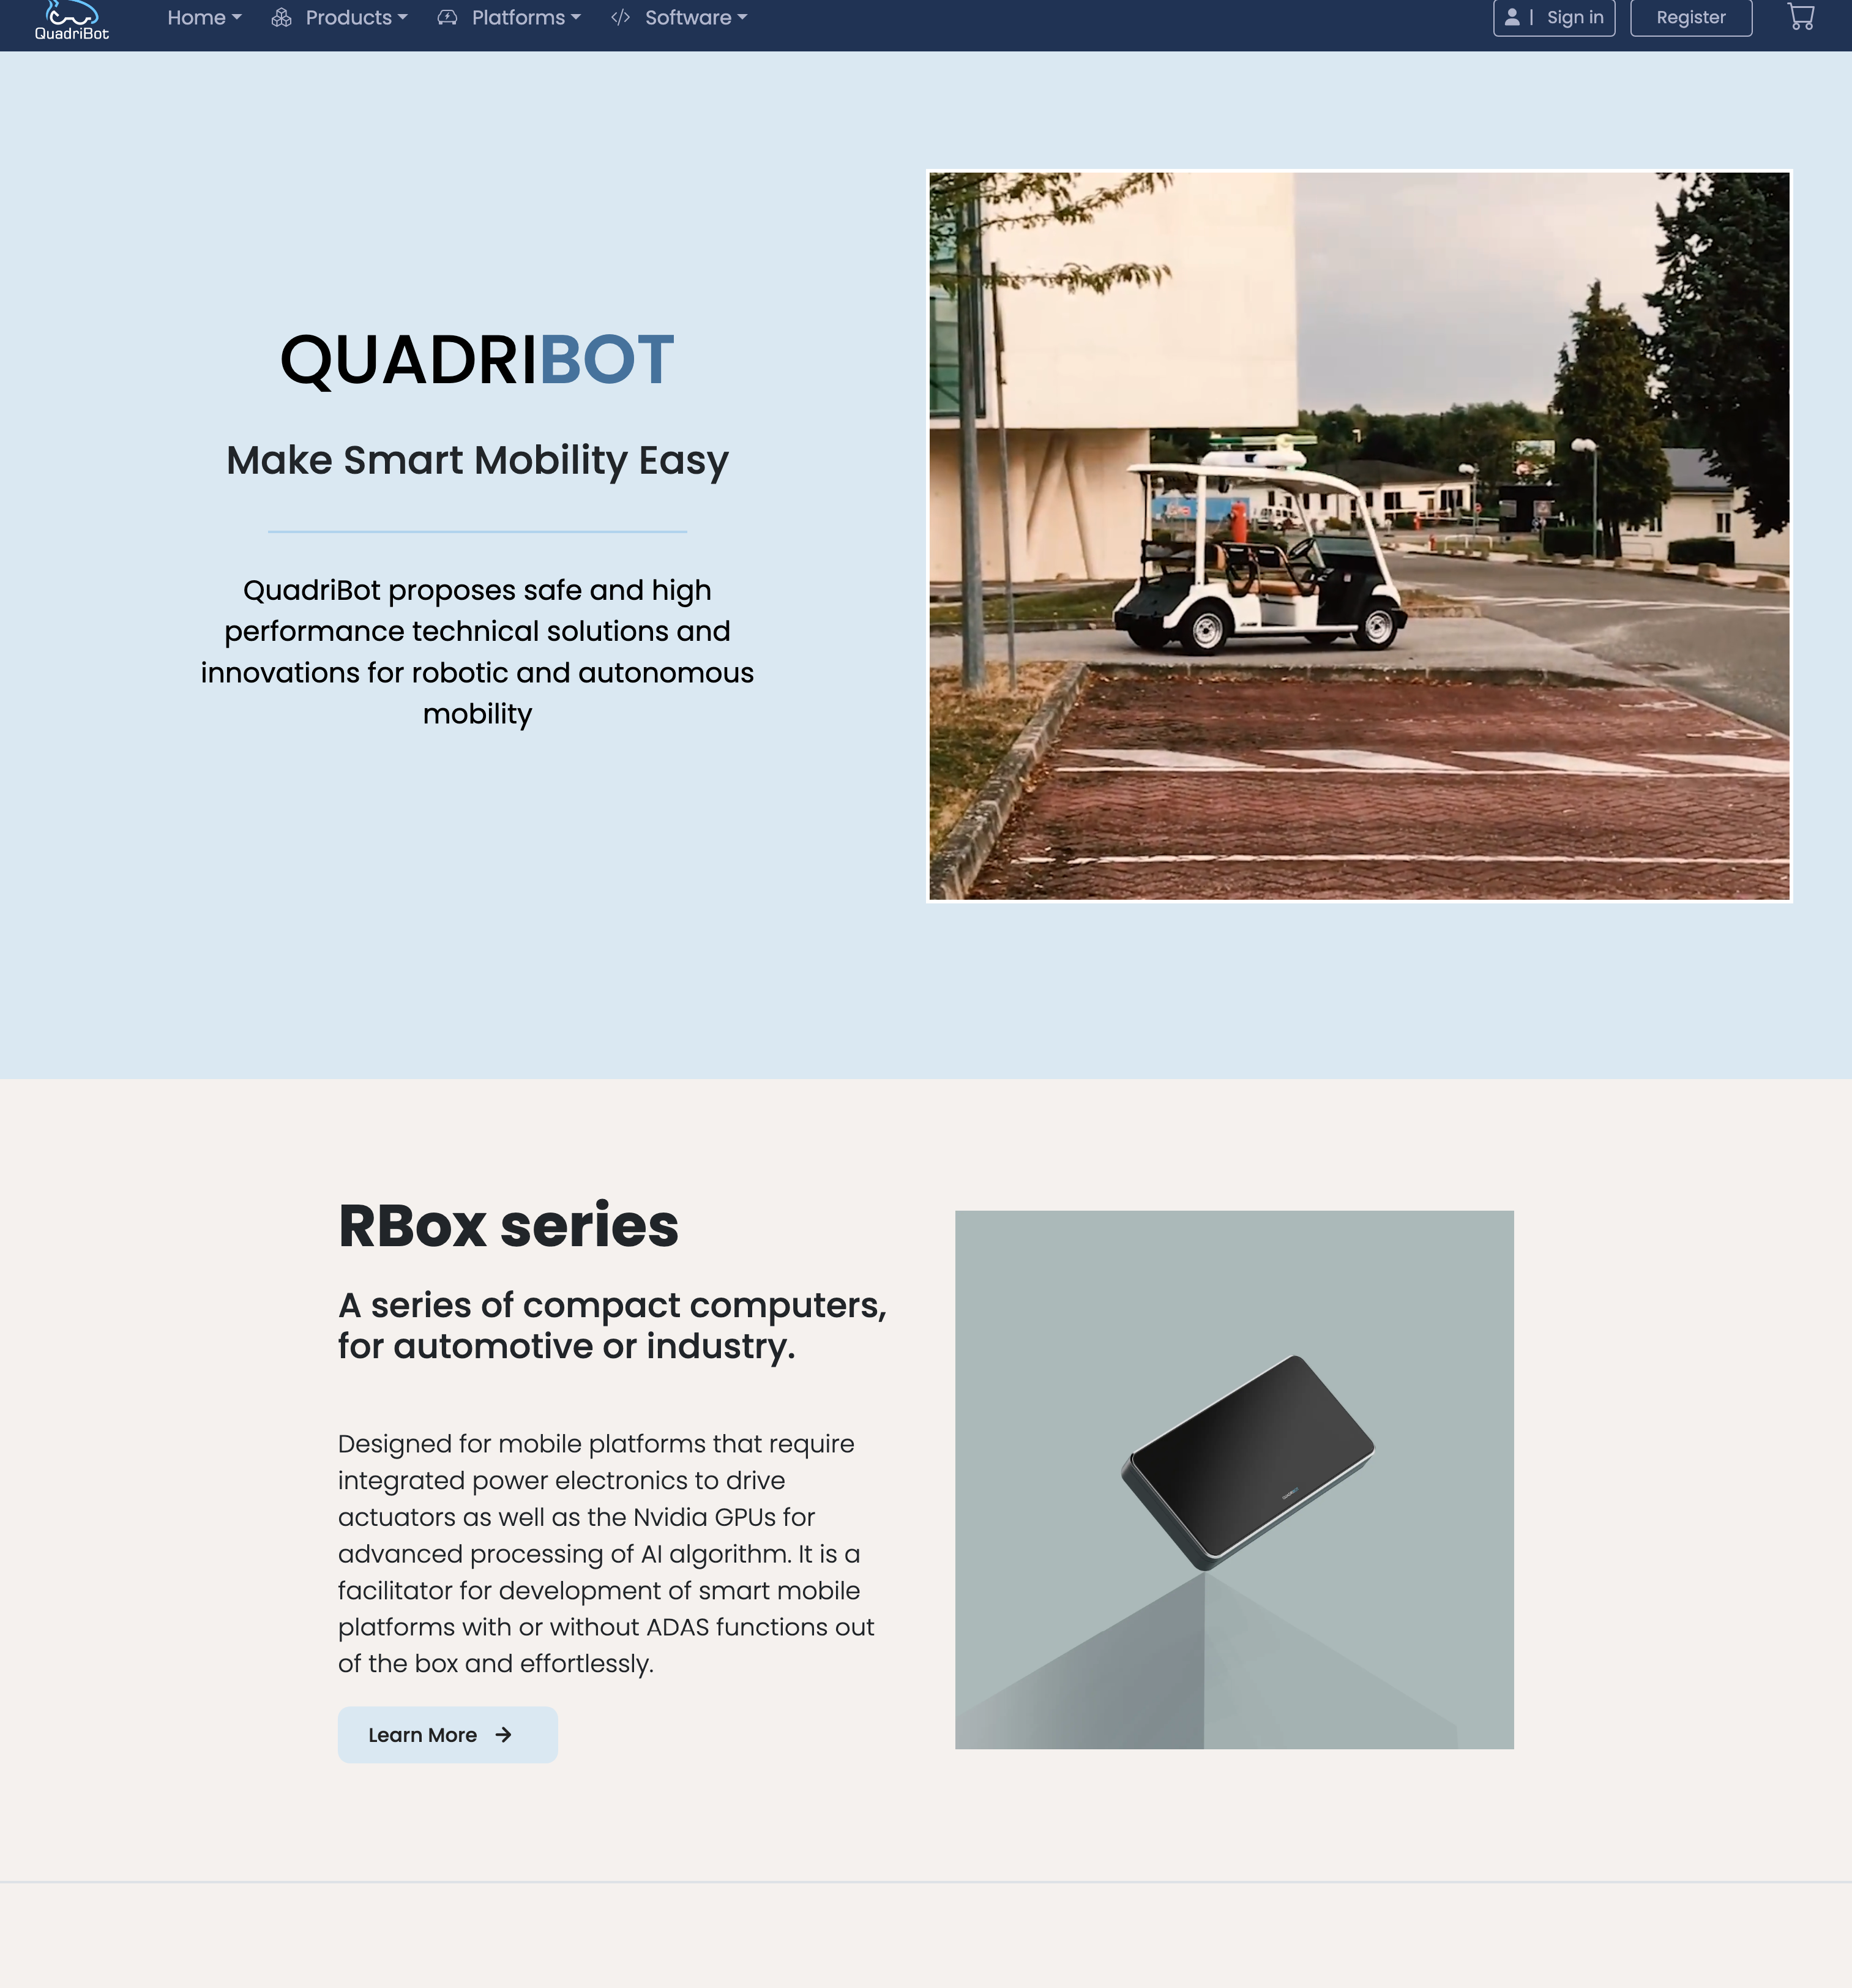 QuadriBot
Home
Products
Platforms
Software
Sign in
Register
QUADRIBOT
Make Smart Mobility Easy
QuadriBot proposes safe and high
performance technical solutions and
innovations for robotic and autonomous
mobility
RBox series
A series of compact computers,
for automotive or industry.
Designed for mobile platforms that require
integrated power electronics to drive
actuators as well as the Nvidia GPUs for
advanced processing of AI algorithm. It is a
facilitator for development of smart mobile
platforms with or without ADAS functions out
of the box and effortlessly.
Learn More